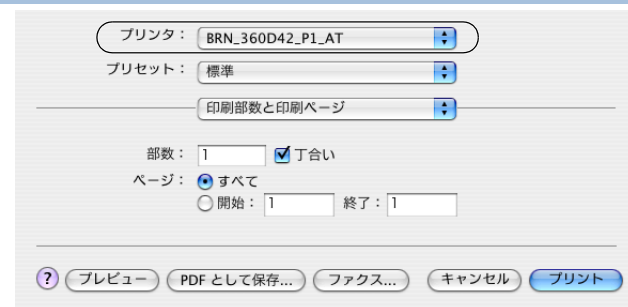 プリンタ： BRN_360D42_P1_AT
プリセット： 標準
印刷部数と印刷ページ
部数： 1 丁合い
ページ： すべて
開始： 1 終了： 1
? プレビュー PDF として保存... ファクス... キャンセル プリント